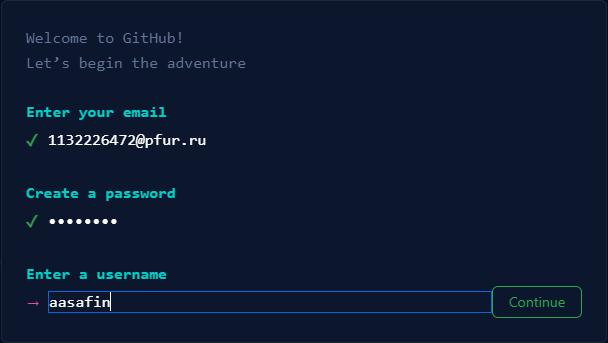 Welcome to GitHub!
Let’s begin the adventure
Enter your email
✓ 1132226472@pfur.ru
Create a password
✓ ••••••••
Enter a username
→ aasafin
Continue